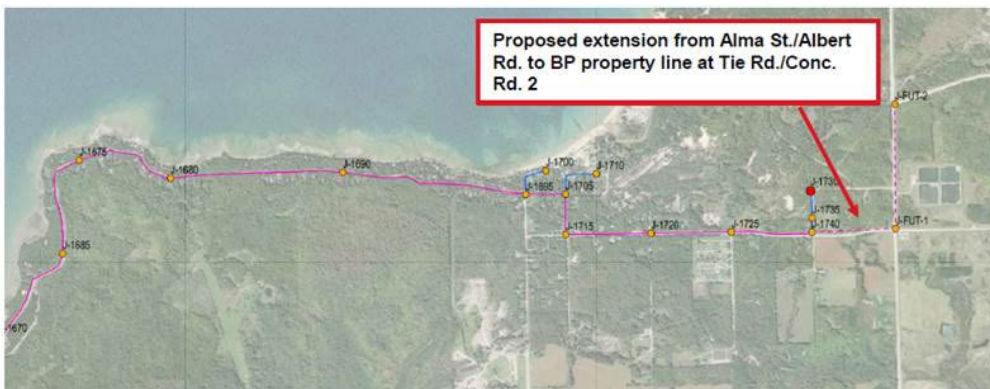 Proposed extension from Alma St./Albert
Rd. to BP property line at Tie Rd./Conc.
Rd. 2
J-FUT-2
J-1675
J-1680
J-1690
J-1700
J-1710
J-1695
J-1705
J-1730
J-1735
J-1740
J-FUT-1
J-1715
J-1720
J-1725
J-1685
-1670